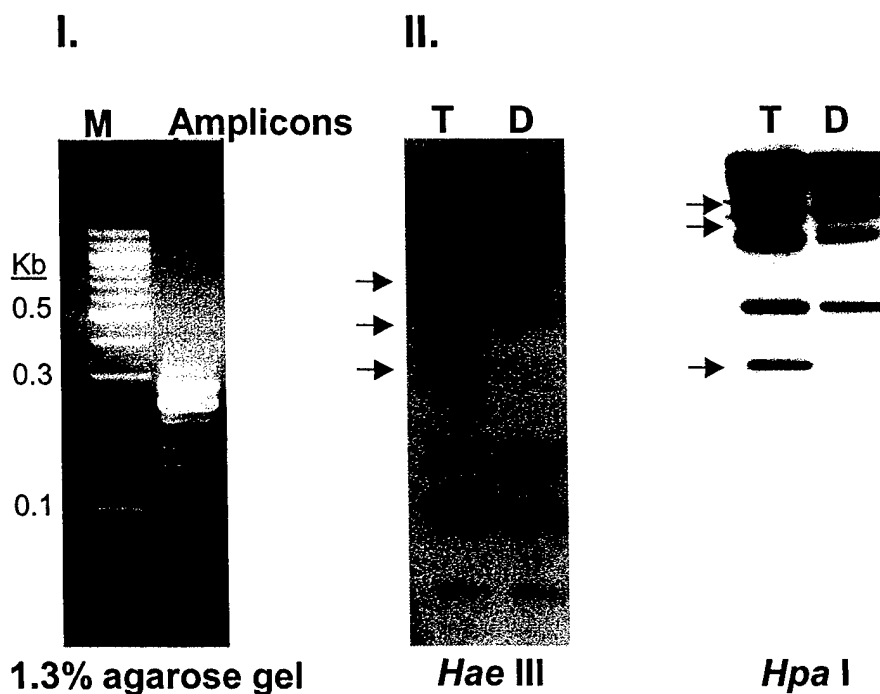 I.
II.
M Amplicons
T D
T D
Kb
0.5
0.3
0.1
1.3% agarose gel
Hae III
Hpa I